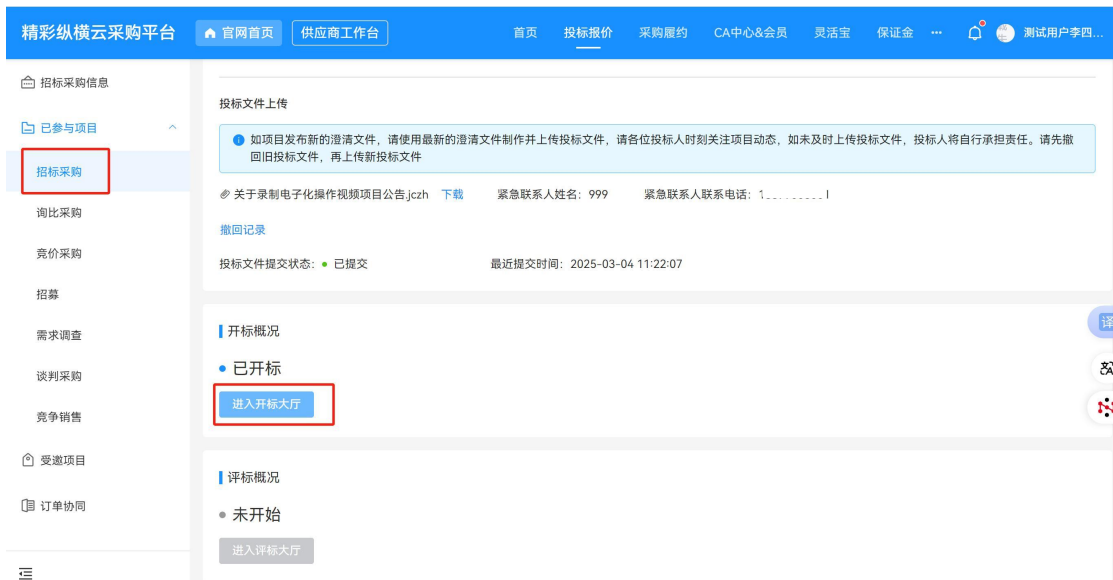 精彩纵横云采购平台
官网首页
供应商工作台
首页
投标报价
采购履约
CA中心&会员
灵活宝
保证金
···
测试用户李四...
招标采购信息
已参与项目
招标采购
询比采购
竞价采购
招募
需求调查
谈判采购
竞争销售
受邀项目
订单协同
投标文件上传
如项目发布新的澄清文件，请使用最新的澄清文件制作并上传投标文件，请各位投标人时刻关注项目动态，如未及时上传投标文件，投标人将自行承担责任。请先撤
回旧投标文件，再上传新投标文件
关于录制电子化操作视频项目公告.jczh 下载 紧急联系人姓名：999 紧急联系人联系电话：
撤回记录
投标文件提交状态：已提交 最近提交时间：2025-03-04 11:22:07
开标概况
已开标
进入开标大厅
评标概况
未开始
进入评标大厅
译